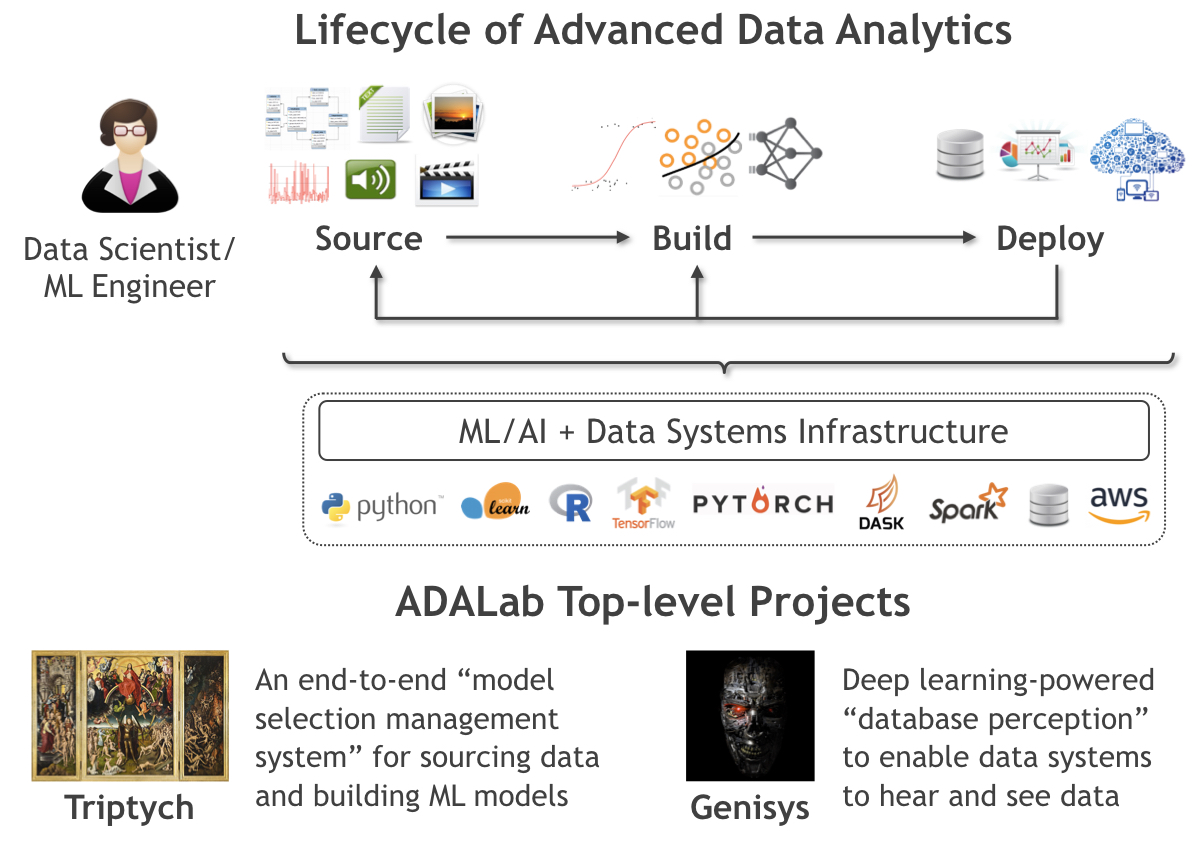 Lifecycle of Advanced Data Analytics
TEXT
Data Scientist/
ML Engineer
Source
Build
Deploy
ML/AI + Data Systems Infrastructure
python™
scikit
learn
R
TensorFlow
PYTORCH
DASK
Spark
aws
ADALab Top-level Projects
An end-to-end “model
selection management
system” for sourcing data
and building ML models
Triptych
Deep learning-powered
“database perception”
to enable data systems
to hear and see data
Genisys